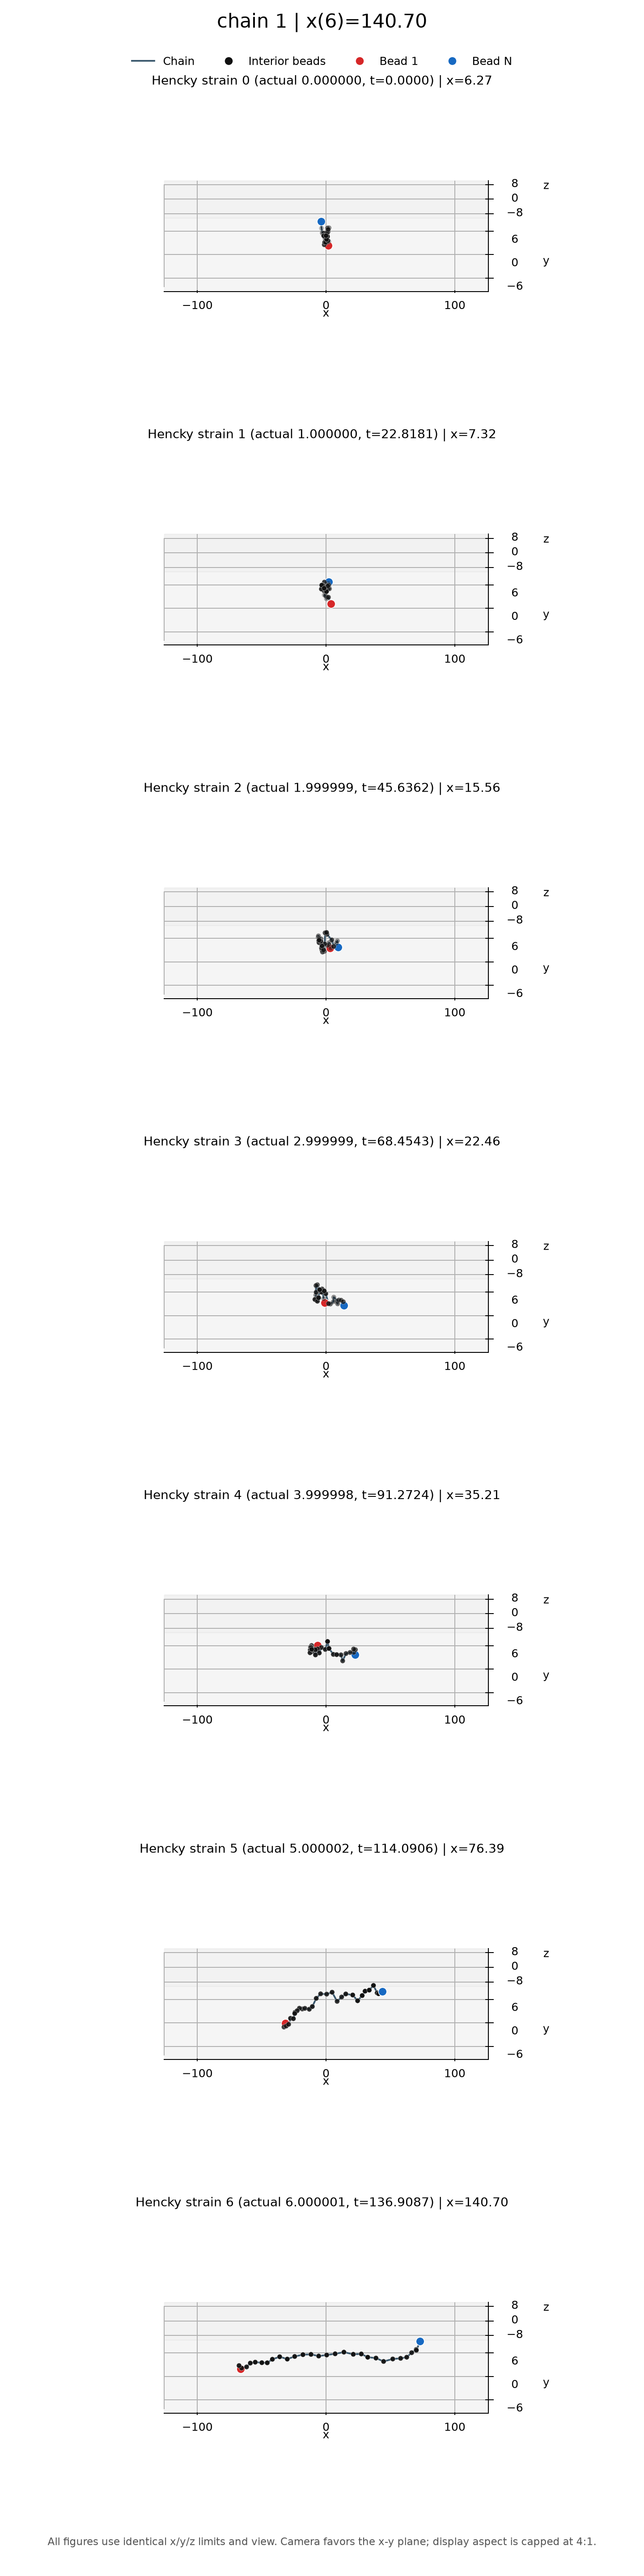 chain 1 | x(6)=140.70
Chain Interior beads Bead 1 Bead N
Hencky strain 0 (actual 0.000000, t=0.0000) | x=6.27
8 z
0
−8
6
0 y
−6
−100 0 100
x
Hencky strain 1 (actual 1.000000, t=22.8181) | x=7.32
8 z
0
−8
6
0 y
−6
−100 0 100
x
Hencky strain 2 (actual 1.999999, t=45.6362) | x=15.56
8 z
0
−8
6
0 y
−6
−100 0 100
x
Hencky strain 3 (actual 2.999999, t=68.4543) | x=22.46
8 z
0
−8
6
0 y
−6
−100 0 100
x
Hencky strain 4 (actual 3.999998, t=91.2724) | x=35.21
8 z
0
−8
6
0 y
−6
−100 0 100
x
Hencky strain 5 (actual 5.000002, t=114.0906) | x=76.39
8 z
0
−8
6
0 y
−6
−100 0 100
x
Hencky strain 6 (actual 6.000001, t=136.9087) | x=140.70
8 z
0
−8
6
0 y
−6
−100 0 100
x
All figures use identical x/y/z limits and view. Camera favors the x-y plane; display aspect is capped at 4:1.